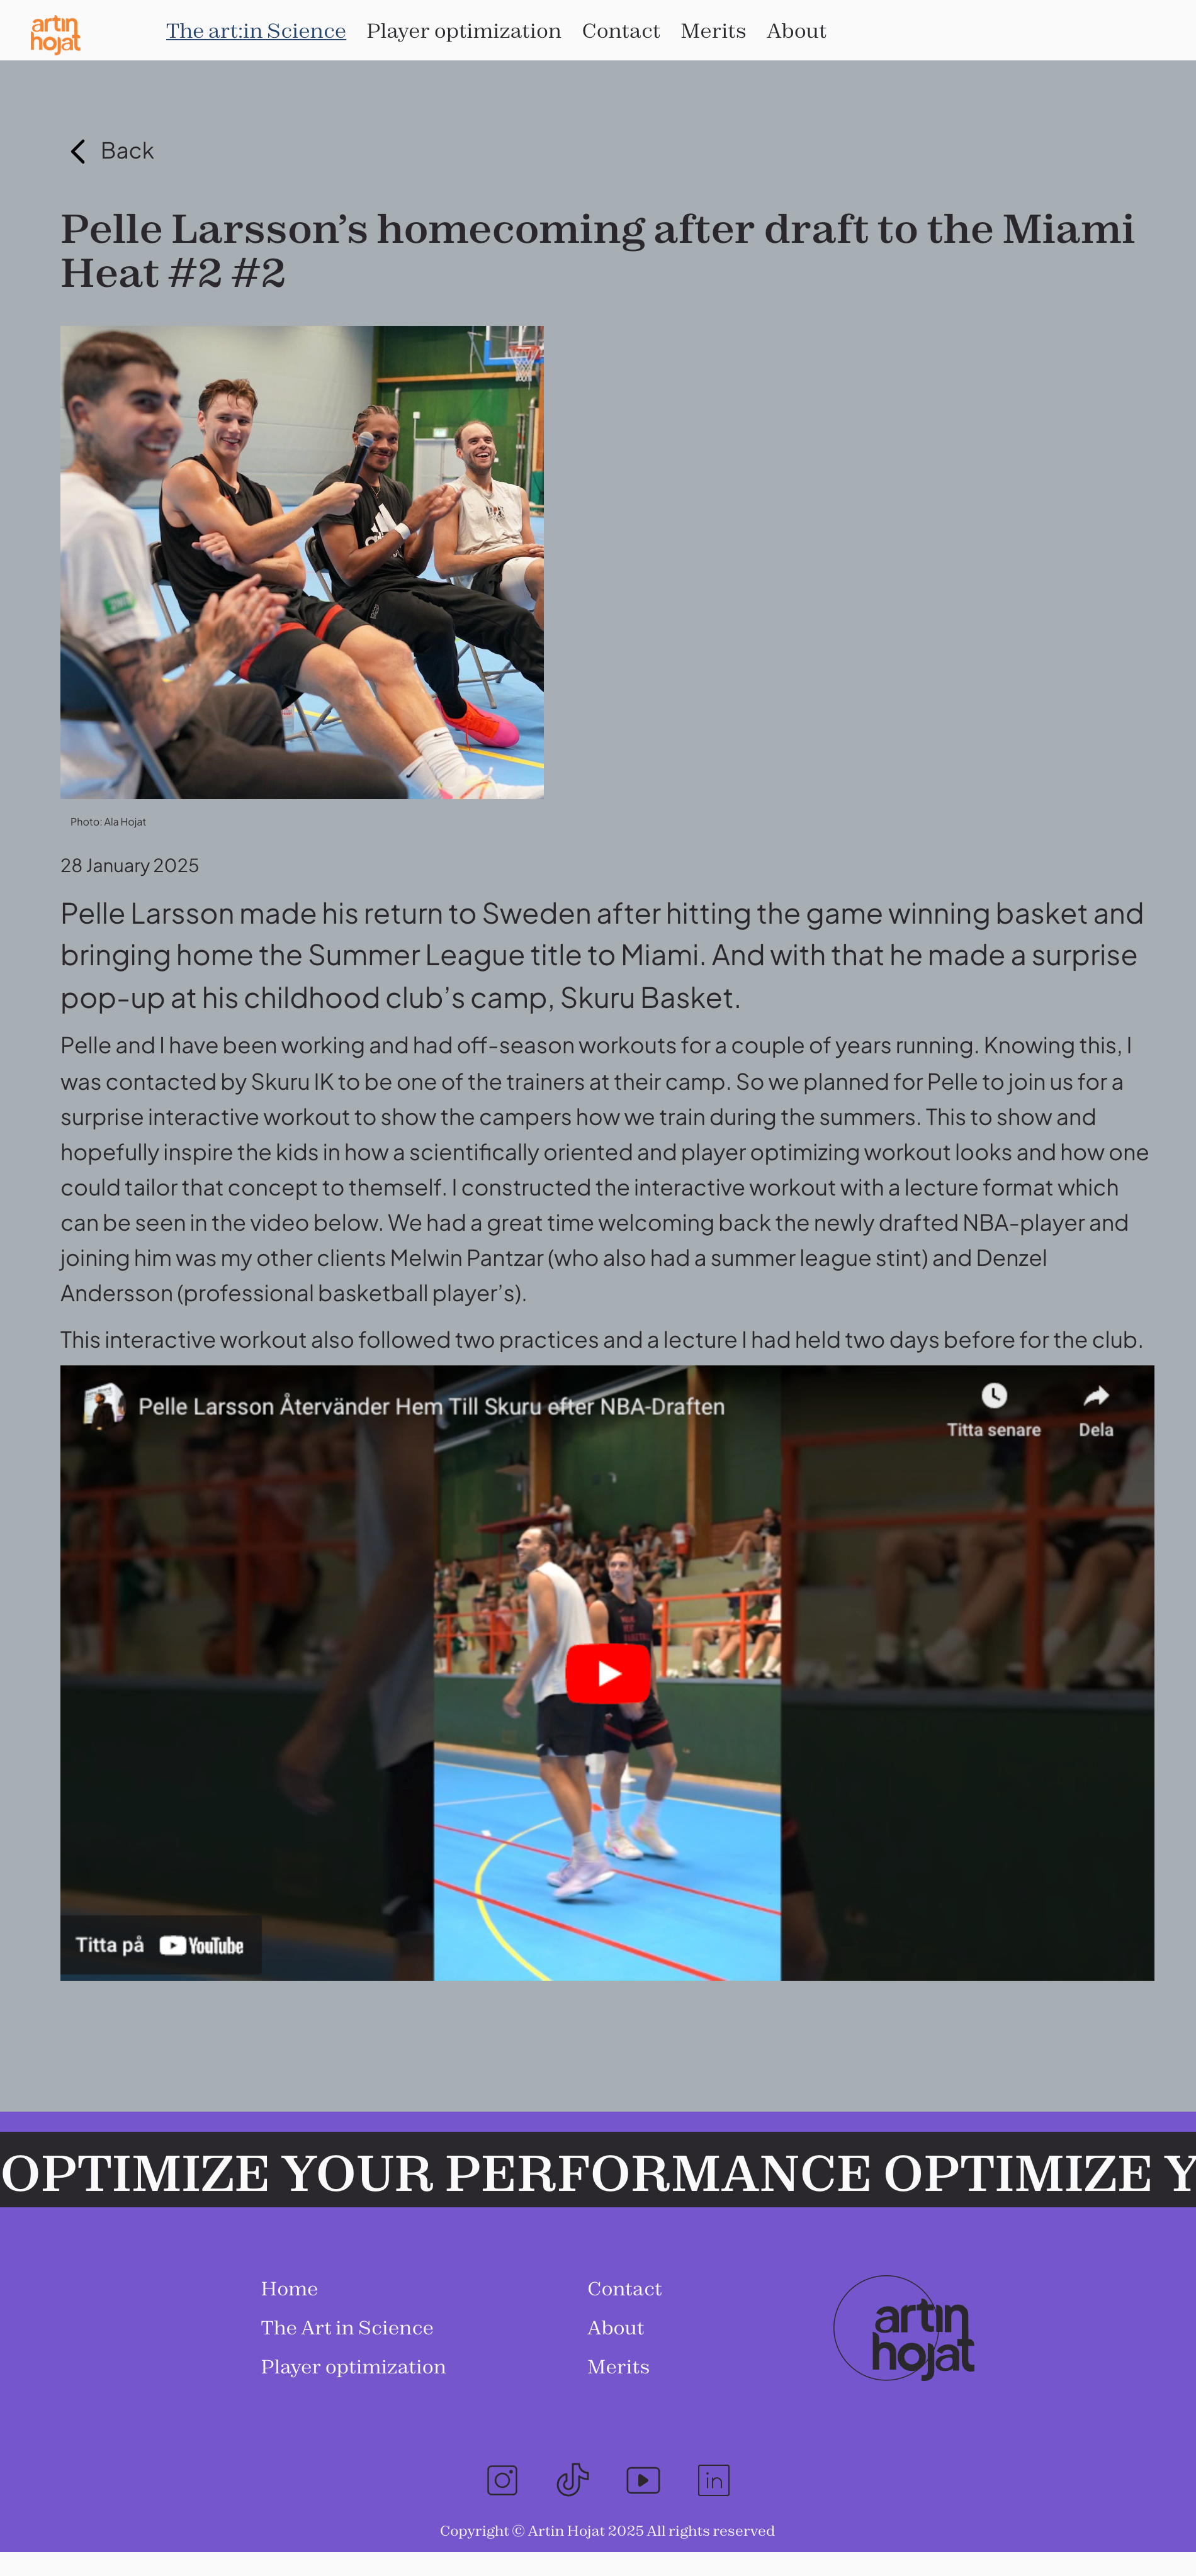 artin
hojat
The art:in Science Player optimization Contact Merits About
Back
Pelle Larsson’s homecoming after draft to the Miami
Heat #2 #2
Photo: Ala Hojat
28 January 2025
Pelle Larsson made his return to Sweden after hitting the game winning basket and
bringing home the Summer League title to Miami. And with that he made a surprise
pop-up at his childhood club’s camp, Skuru Basket.
Pelle and I have been working and had off-season workouts for a couple of years running. Knowing this, I
was contacted by Skuru IK to be one of the trainers at their camp. So we planned for Pelle to join us for a
surprise interactive workout to show the campers how we train during the summers. This to show and
hopefully inspire the kids in how a scientifically oriented and player optimizing workout looks and how one
could tailor that concept to themself. I constructed the interactive workout with a lecture format which
can be seen in the video below. We had a great time welcoming back the newly drafted NBA-player and
joining him was my other clients Melwin Pantzar (who also had a summer league stint) and Denzel
Andersson (professional basketball player’s).
This interactive workout also followed two practices and a lecture I had held two days before for the club.
Pelle Larsson Återvänder Hem Till Skuru efter NBA-Draften
Titta senare Dela
Titta på YouTube
OPTIMIZE YOUR PERFORMANCE OPTIMIZE Y
Home
The Art in Science
Player optimization
Contact
About
Merits
artin
hojat
in
Copyright © Artin Hojat 2025 All rights reserved